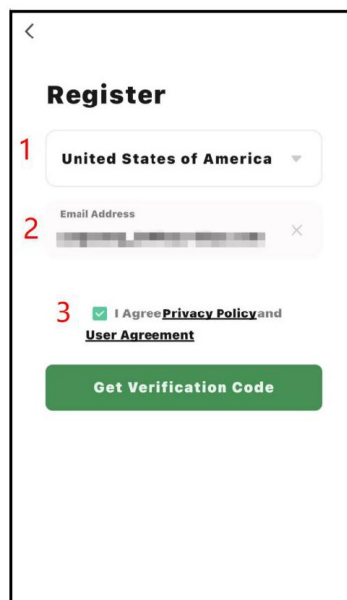 Register
1
United States of America
Email Address
2
3
I Agree Privacy Policy and
User Agreement
Get Verification Code